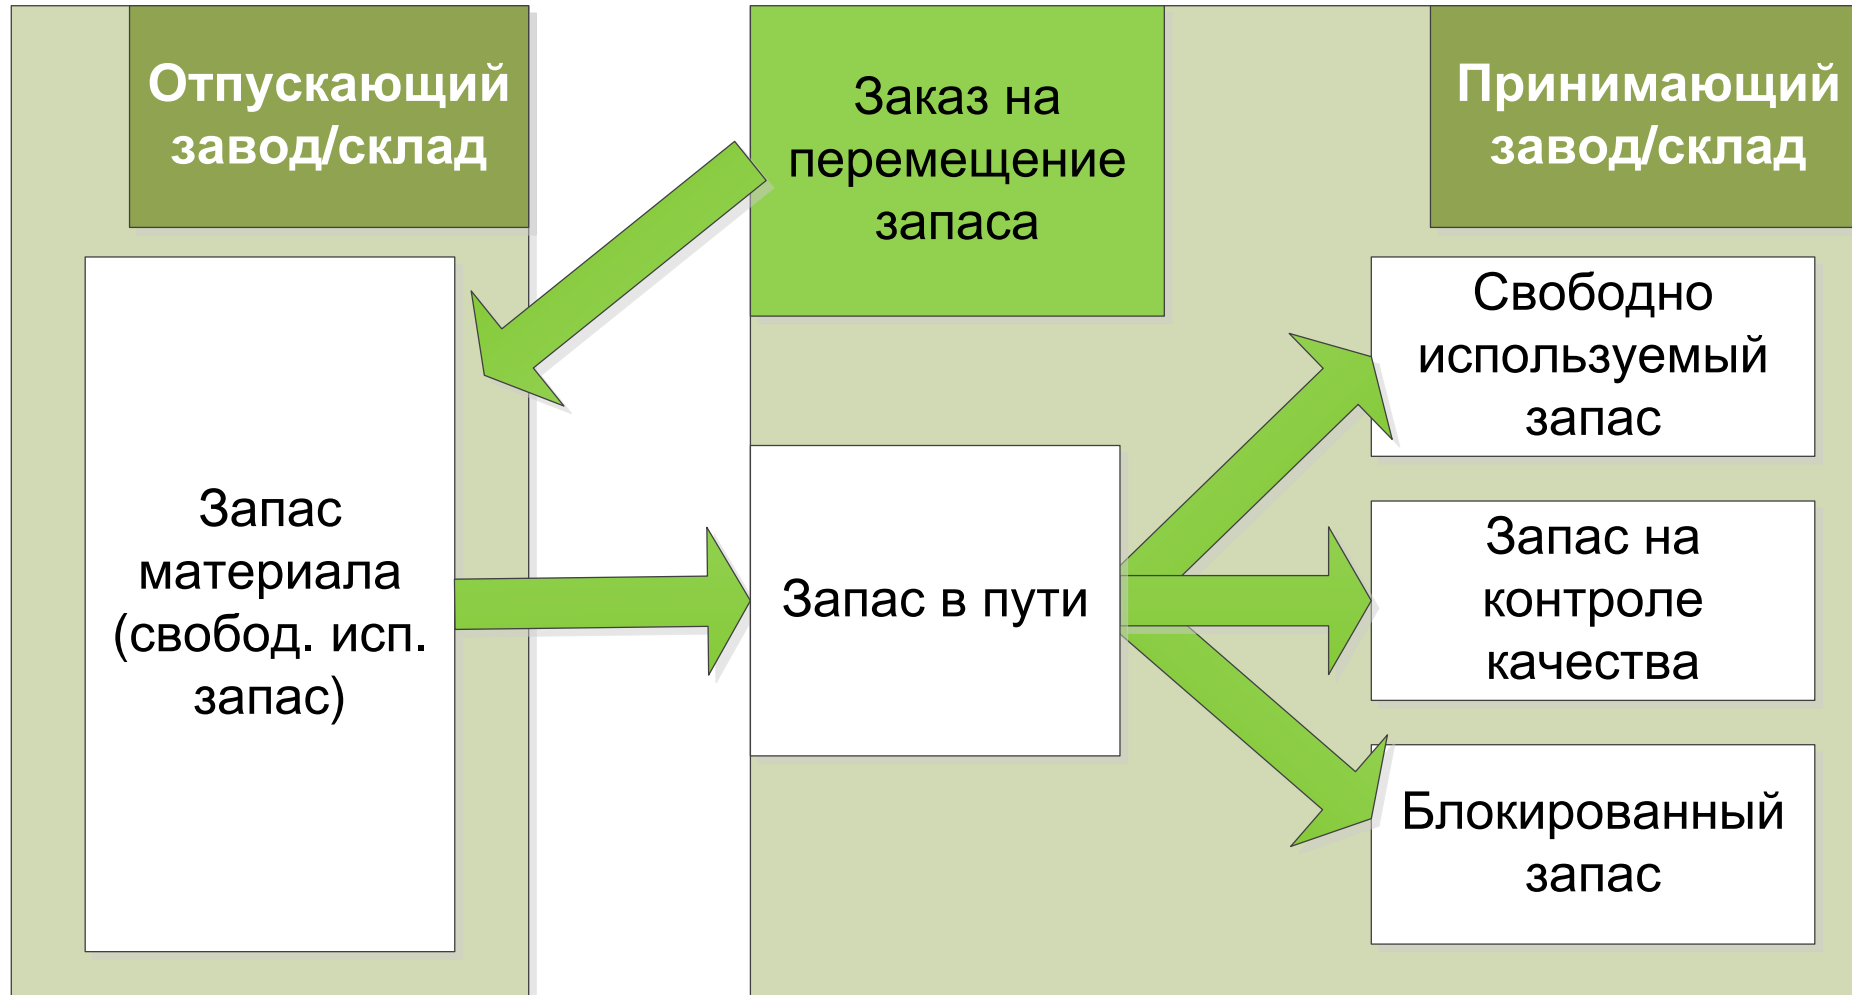 Отпускающий
завод/склад
Запас
материала
(свобод. исп.
запас)
Заказ на
перемещение
запаса
Запас в пути
Принимающий
завод/склад
Свободно
используемый
запас
Запас на
контроле
качества
Блокированный
запас